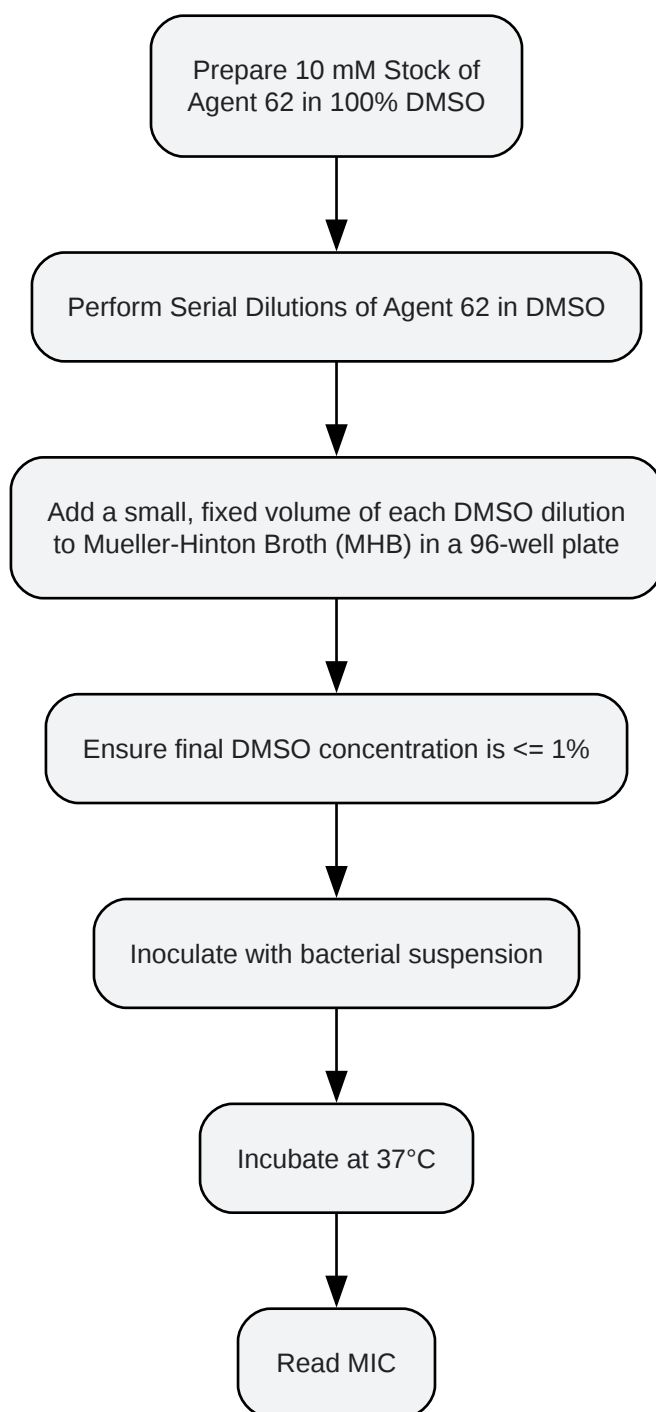 Prepare 10 mM Stock of
Agent 62 in 100% DMSO
Perform Serial Dilutions of Agent 62 in DMSO
Add a small, fixed volume of each DMSO dilution
to Mueller-Hinton Broth (MHB) in a 96-well plate
Ensure final DMSO concentration is <= 1%
Inoculate with bacterial suspension
Incubate at 37°C
Read MIC